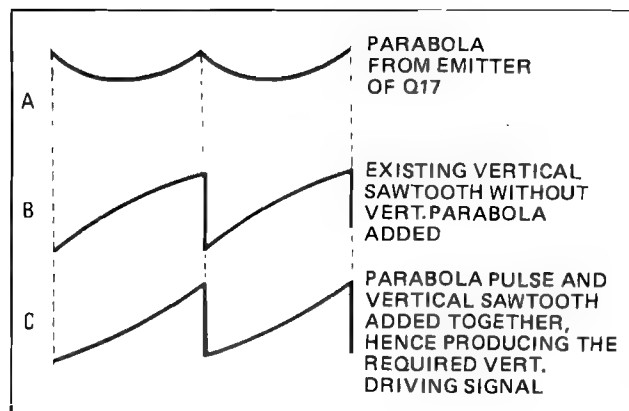 A
PARABOLA
FROM EMITTER
OF Q17
B
EXISTING VERTICAL
SAWTOOTH WITHOUT
VERT.PARABOLA
ADDED
C
PARABOLA PULSE AND
VERTICAL SAWTOOTH
ADDED TOGETHER,
HENCE PRODUCING THE
REQUIRED VERT.
DRIVING SIGNAL